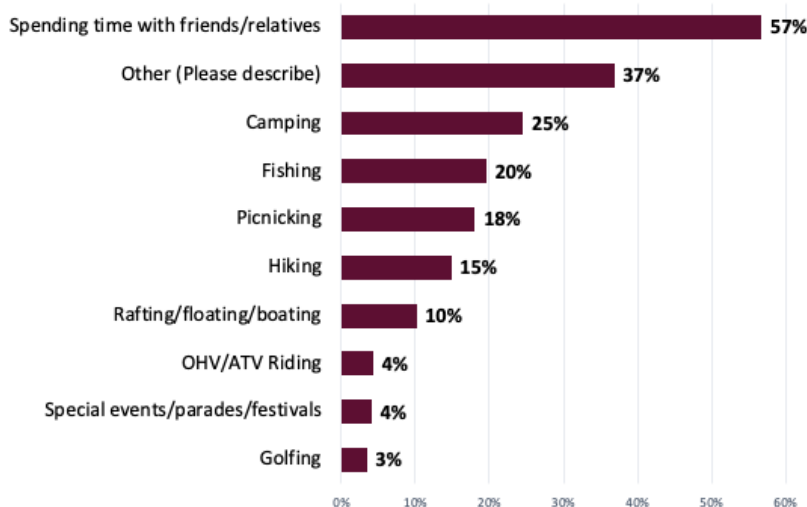 Spending time with friends/relatives 57%
Other (Please describe) 37%
Camping 25%
Fishing 20%
Picnicking 18%
Hiking 15%
Rafting/floating/boating 10%
OHV/ATV Riding 4%
Special events/parades/festivals 4%
Golfing 3%
0% 10% 20% 30% 40% 50% 60%